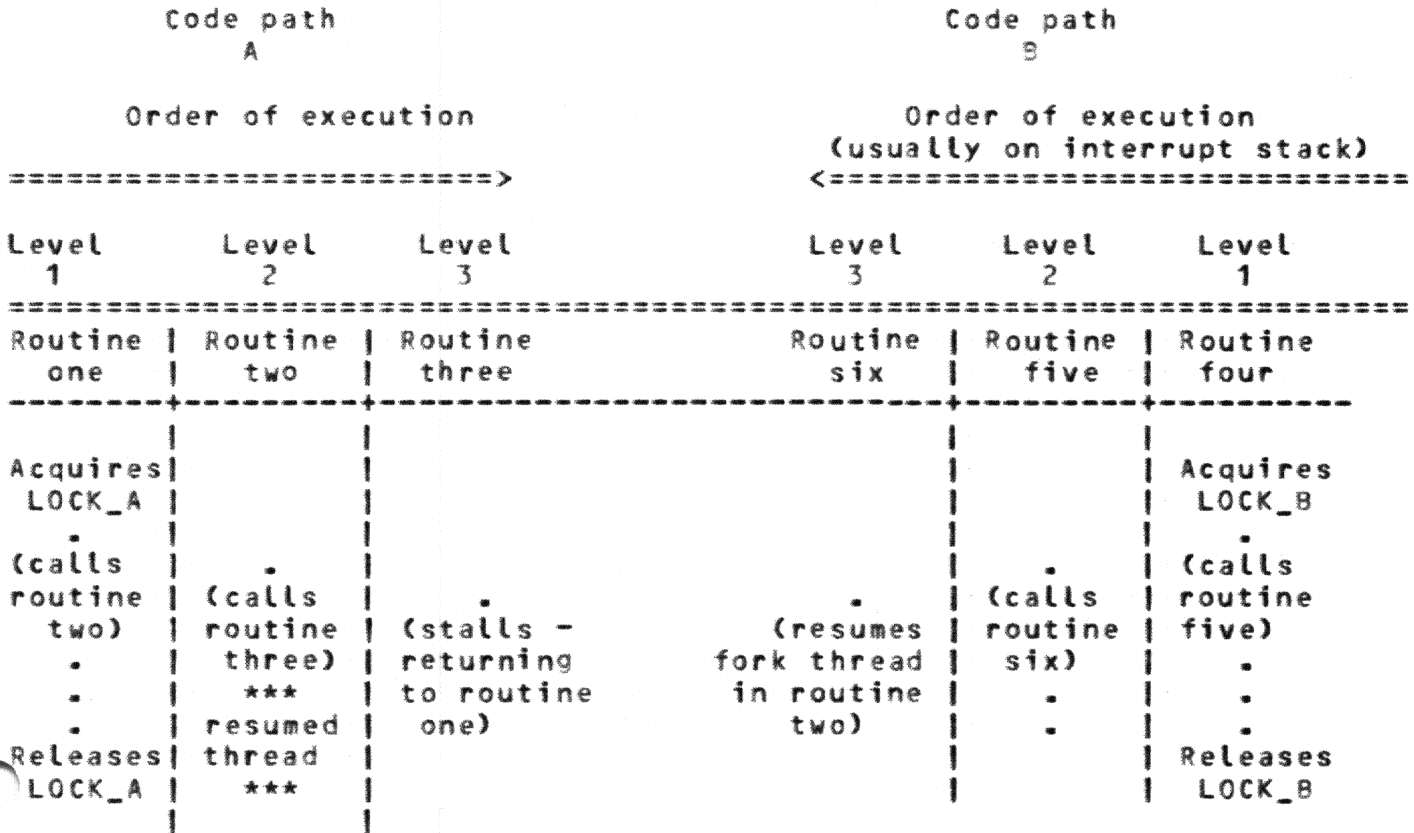 Code path                                Code path
A                                        B
Order of execution                       Order of execution
(usually on interrupt stack)
=========================>               <==============================
Level     Level     Level                Level     Level     Level
1         2         3                    3         2         1
========================================================================
Routine | Routine | Routine              Routine | Routine | Routine
one     | two     | three                six     | five    | four
--------+---------+------------------------------+---------+----------
|         |                              |         |
Acquires|         |                              |         | Acquires
LOCK_A  |         |                              |         | LOCK_B
.       |         |                              |         | .
(calls  | .       |                              | .       | (calls
routine | (calls  | .                    .       | (calls  | routine
two)    | routine | (stalls -            (resumes | routine | five)
.       | three)  | returning            fork thread | six)    | .
.       | ***     | to routine           in routine | .       | .
.       | resumed | one)                 two)    | .       | .
Releases| thread  |                              |         | Releases
LOCK_A  | ***     |                              |         | LOCK_B
|         |